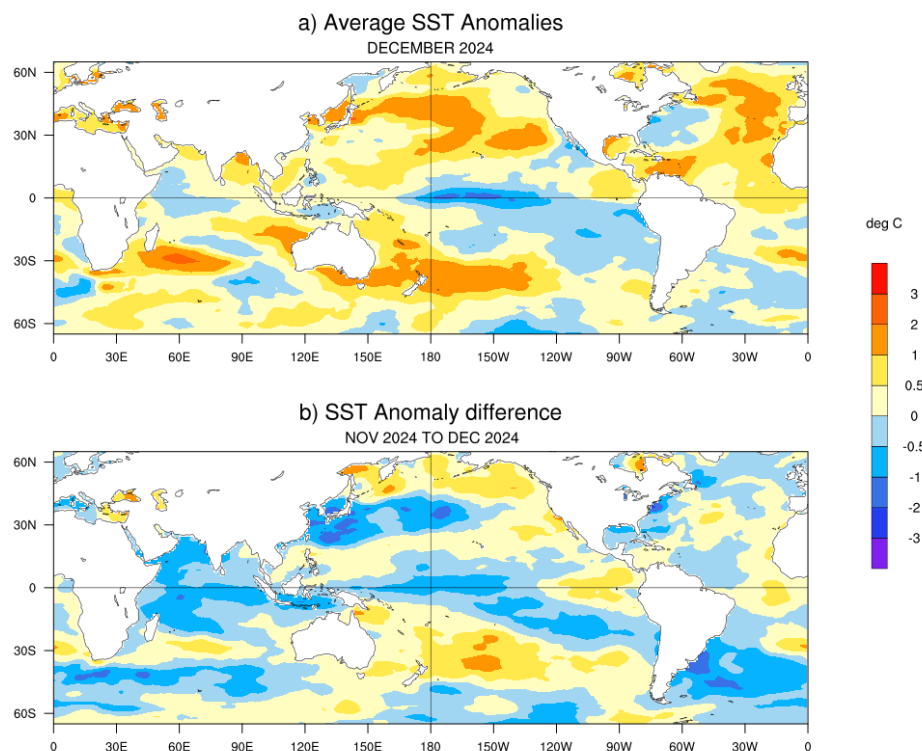 a) Average SST Anomalies
DECEMBER 2024
60N
30N
0
30S
60S
0 30E 60E 90E 120E 150E 180 150W 120W 90W 60W 30W 0
deg C
3
2
1
0.5
-0.5
-1
-2
-3
b) SST Anomaly difference
NOV 2024 TO DEC 2024
60N
30N
0
30S
60S
0 30E 60E 90E 120E 150E 180 150W 120W 90W 60W 30W 0